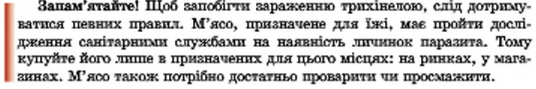 Запам'ятайте! Щоб запобігти зараженню трихінелою, слід дотриму-
ватися певних правил. М'ясо, призначене для їжі, має пройти дослі-
дження санітарними службами на наявність личинок паразита. Тому
купуйте його лише в призначених для цього місцях: на ринках, у мага-
зинах. М'ясо також потрібно достатньо проварити чи просмажити.